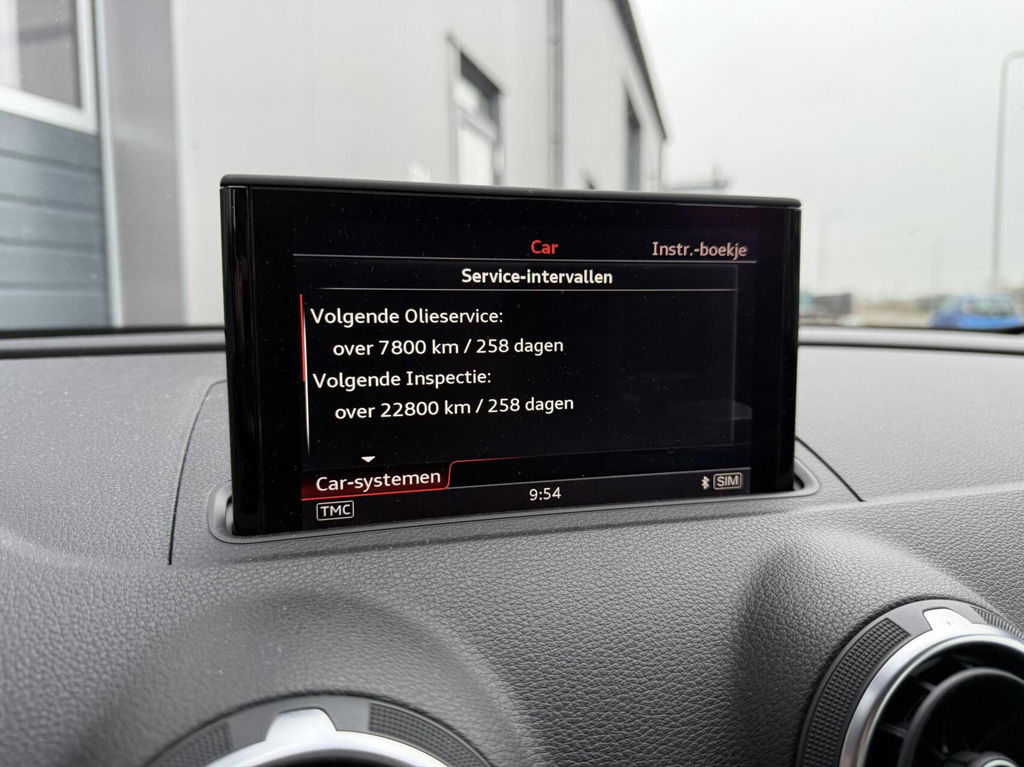 Car
Instr.-boekje
Service-intervallen
Volgende Olieservice:
over 7800 km / 258 dagen
Volgende Inspectie:
over 22800 km / 258 dagen
Car-systemen
9:54
SIM
TMC